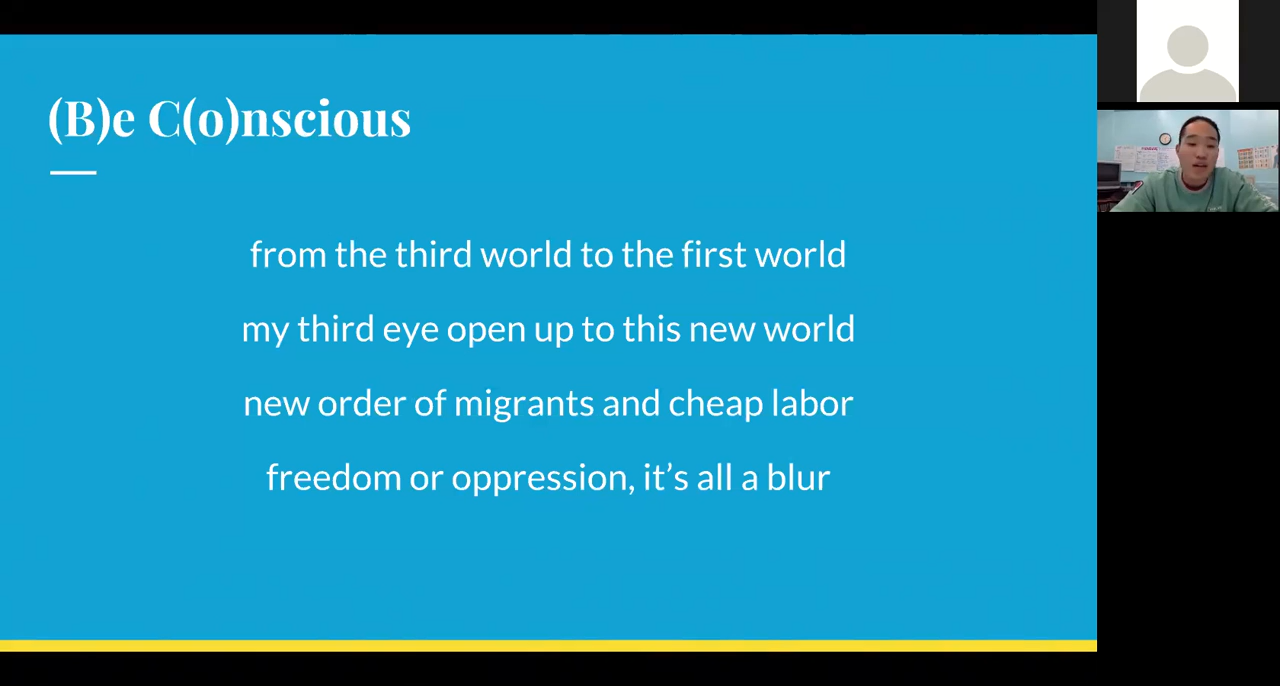 (B)e C(o)nscious
from the third world to the first world
my third eye open up to this new world
new order of migrants and cheap labor
freedom or oppression, it’s all a blur